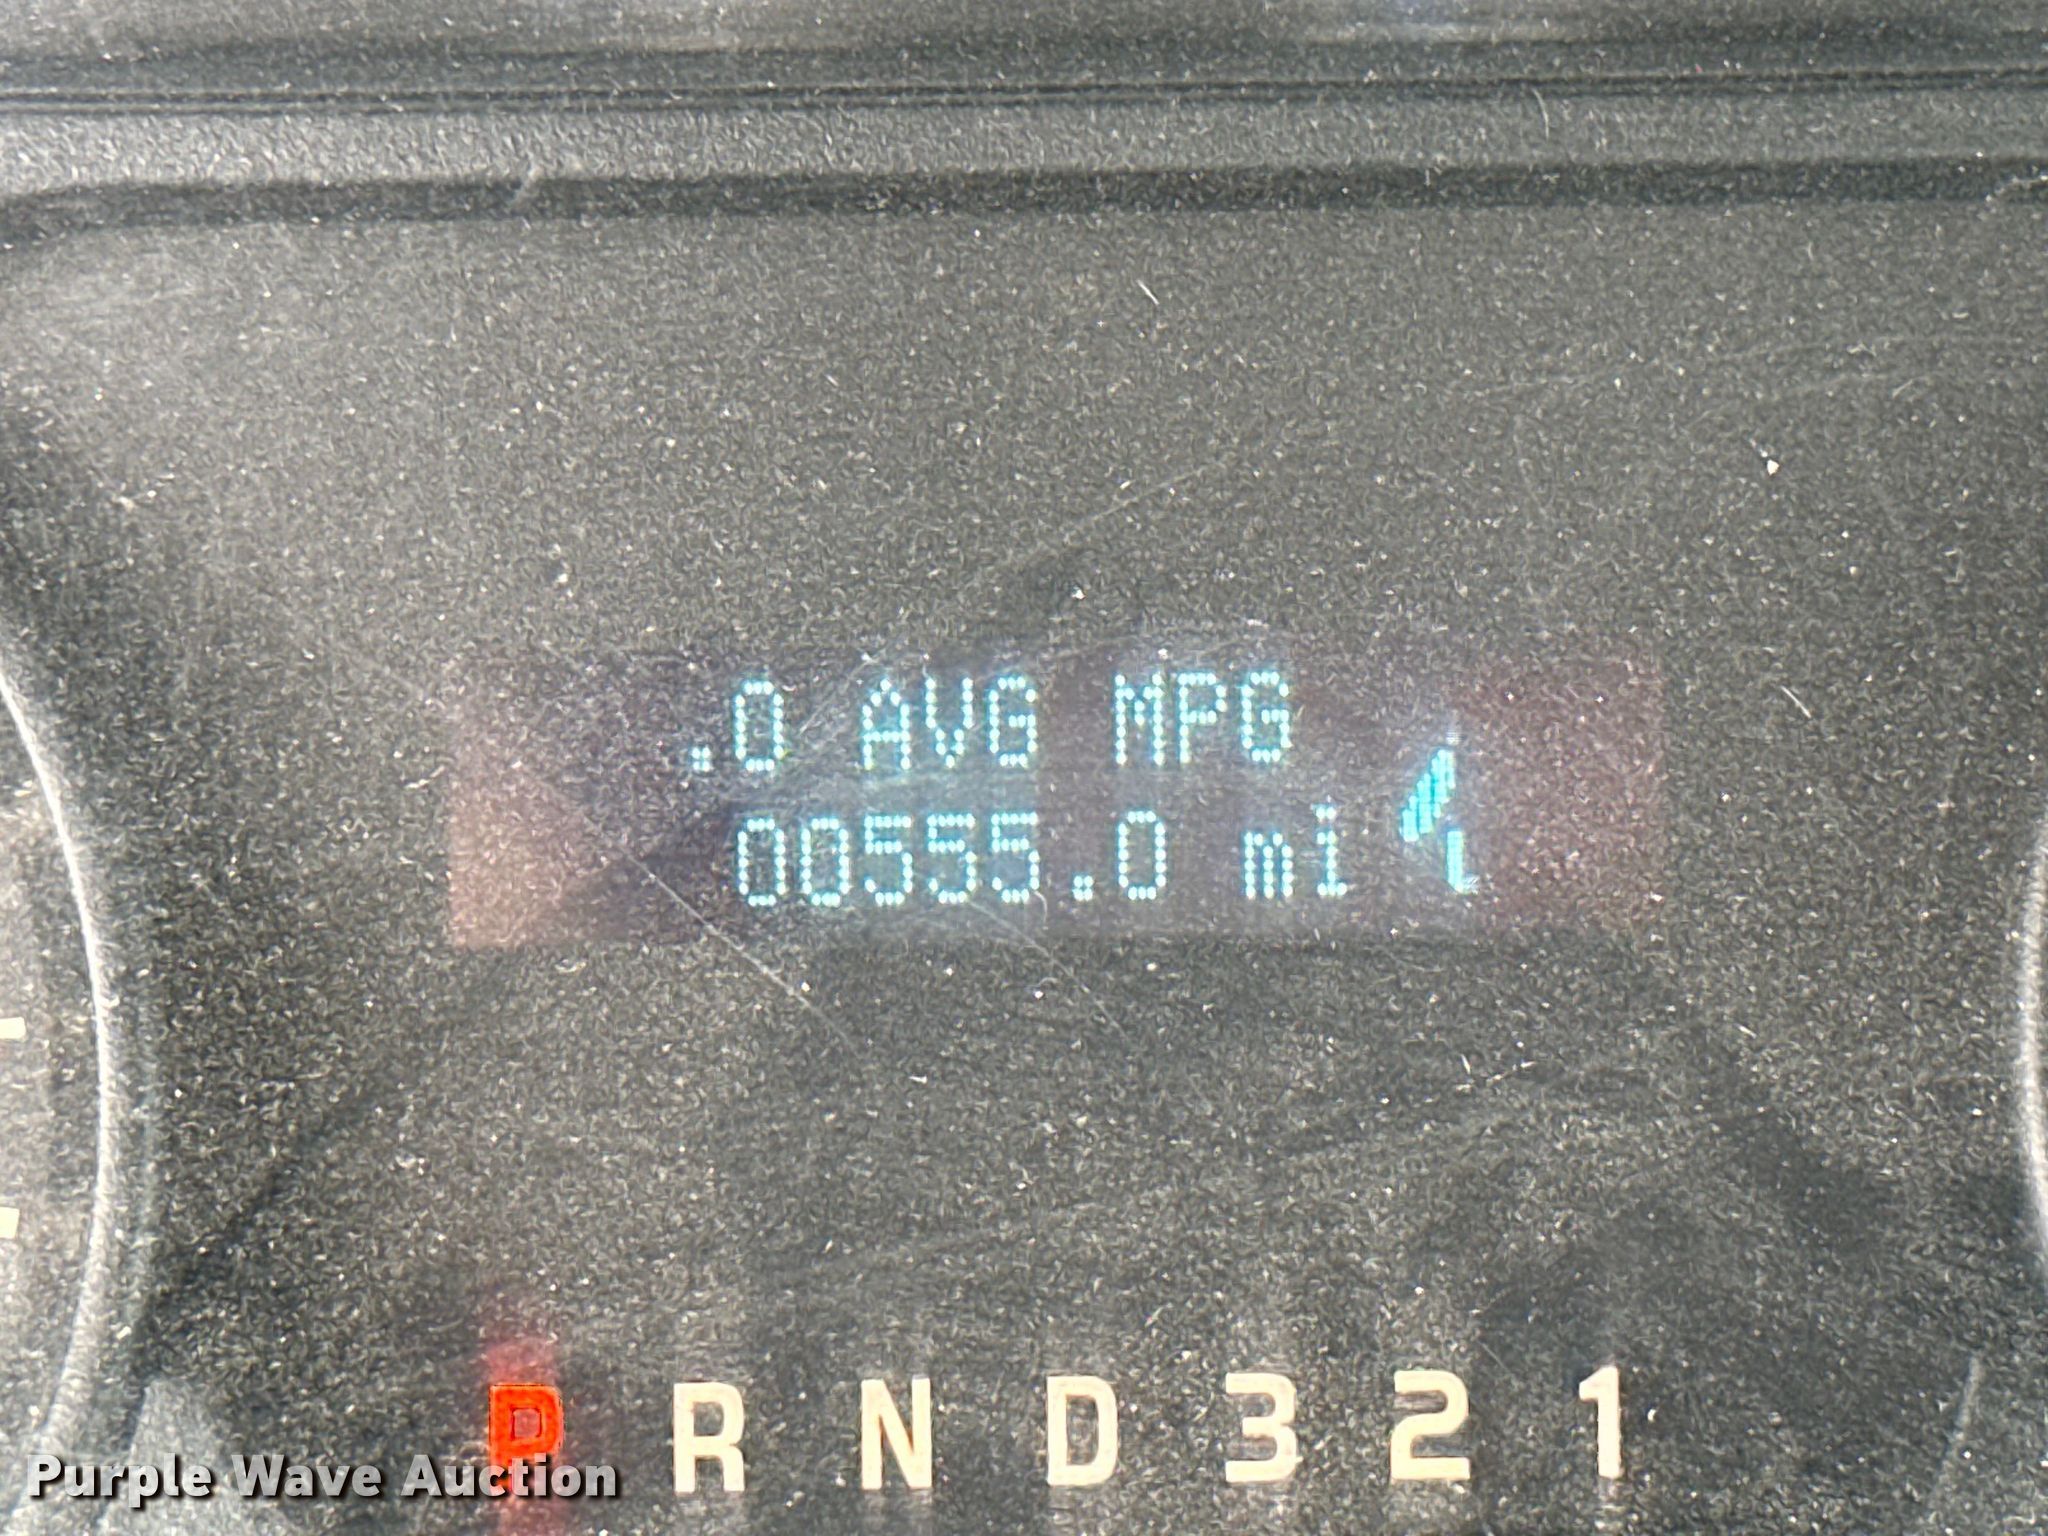 .0 AVG MPG
00555.0 mi
P R N D 3 2 1
Purple Wave Auction